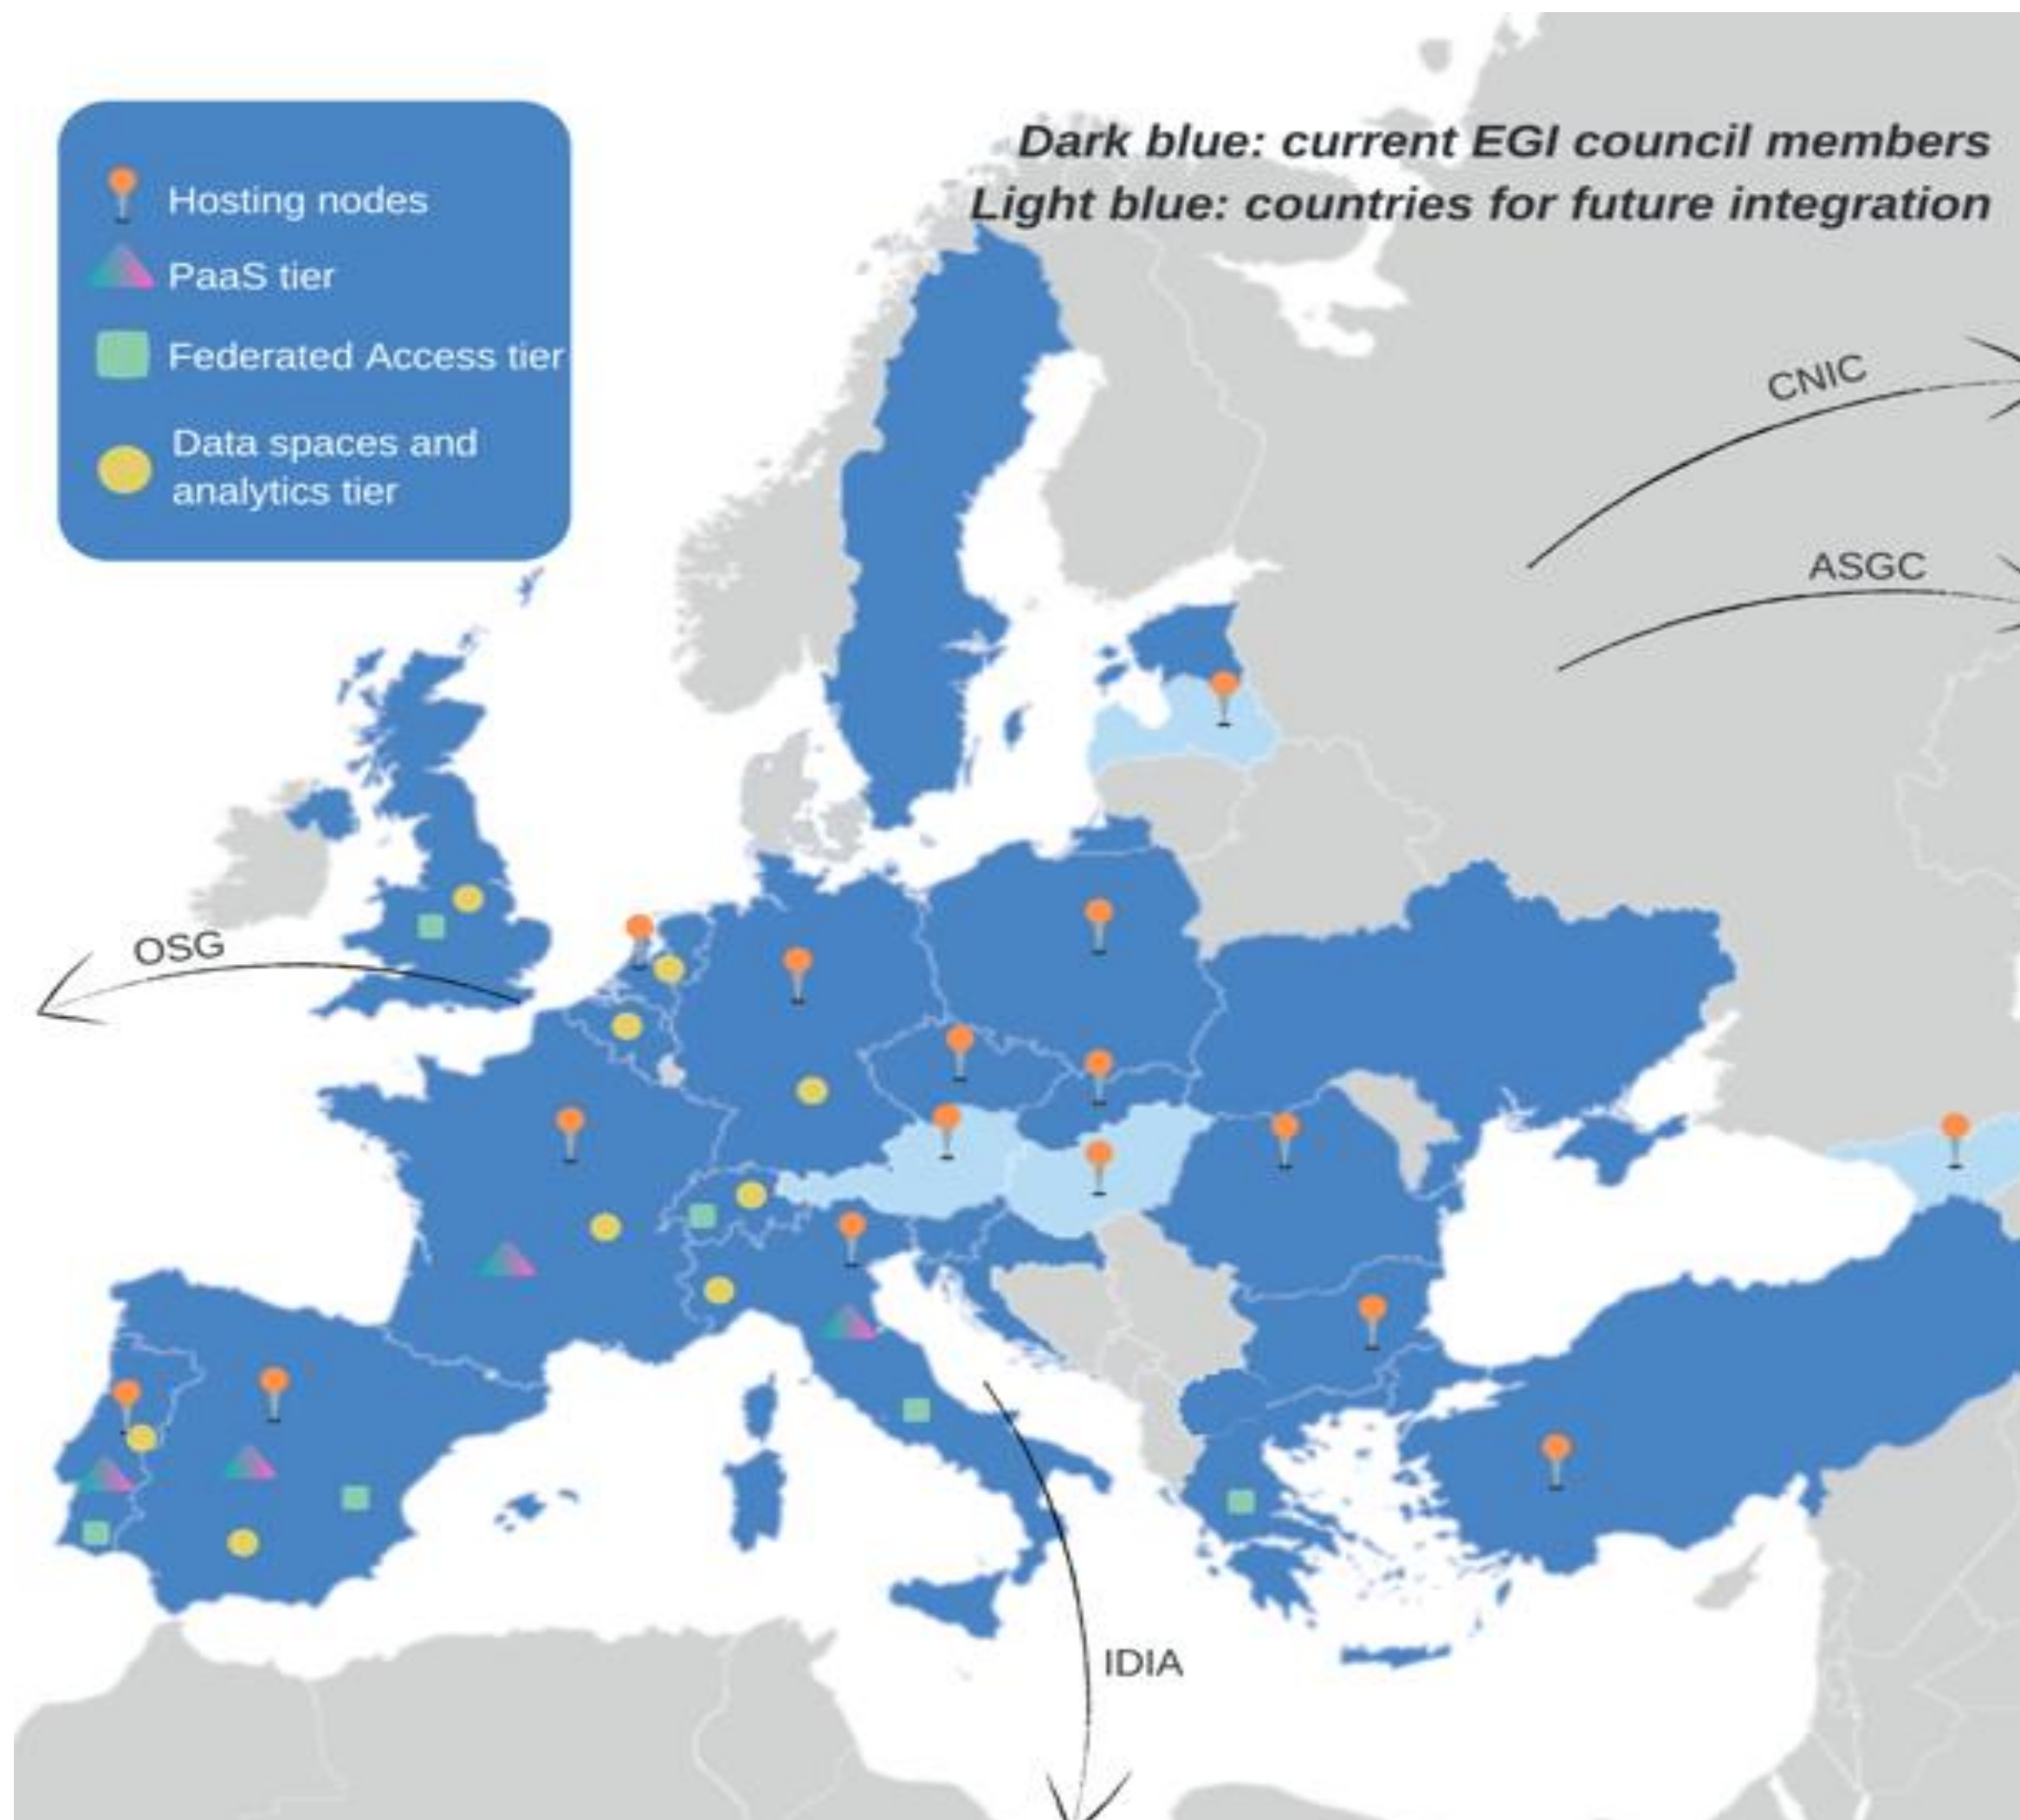 Dark blue: current EGI council members
Light blue: countries for future integration
Hosting nodes
PaaS tier
Federated Access tier
Data spaces and
analytics tier
CNIC
ASGC
OSG
IDIA